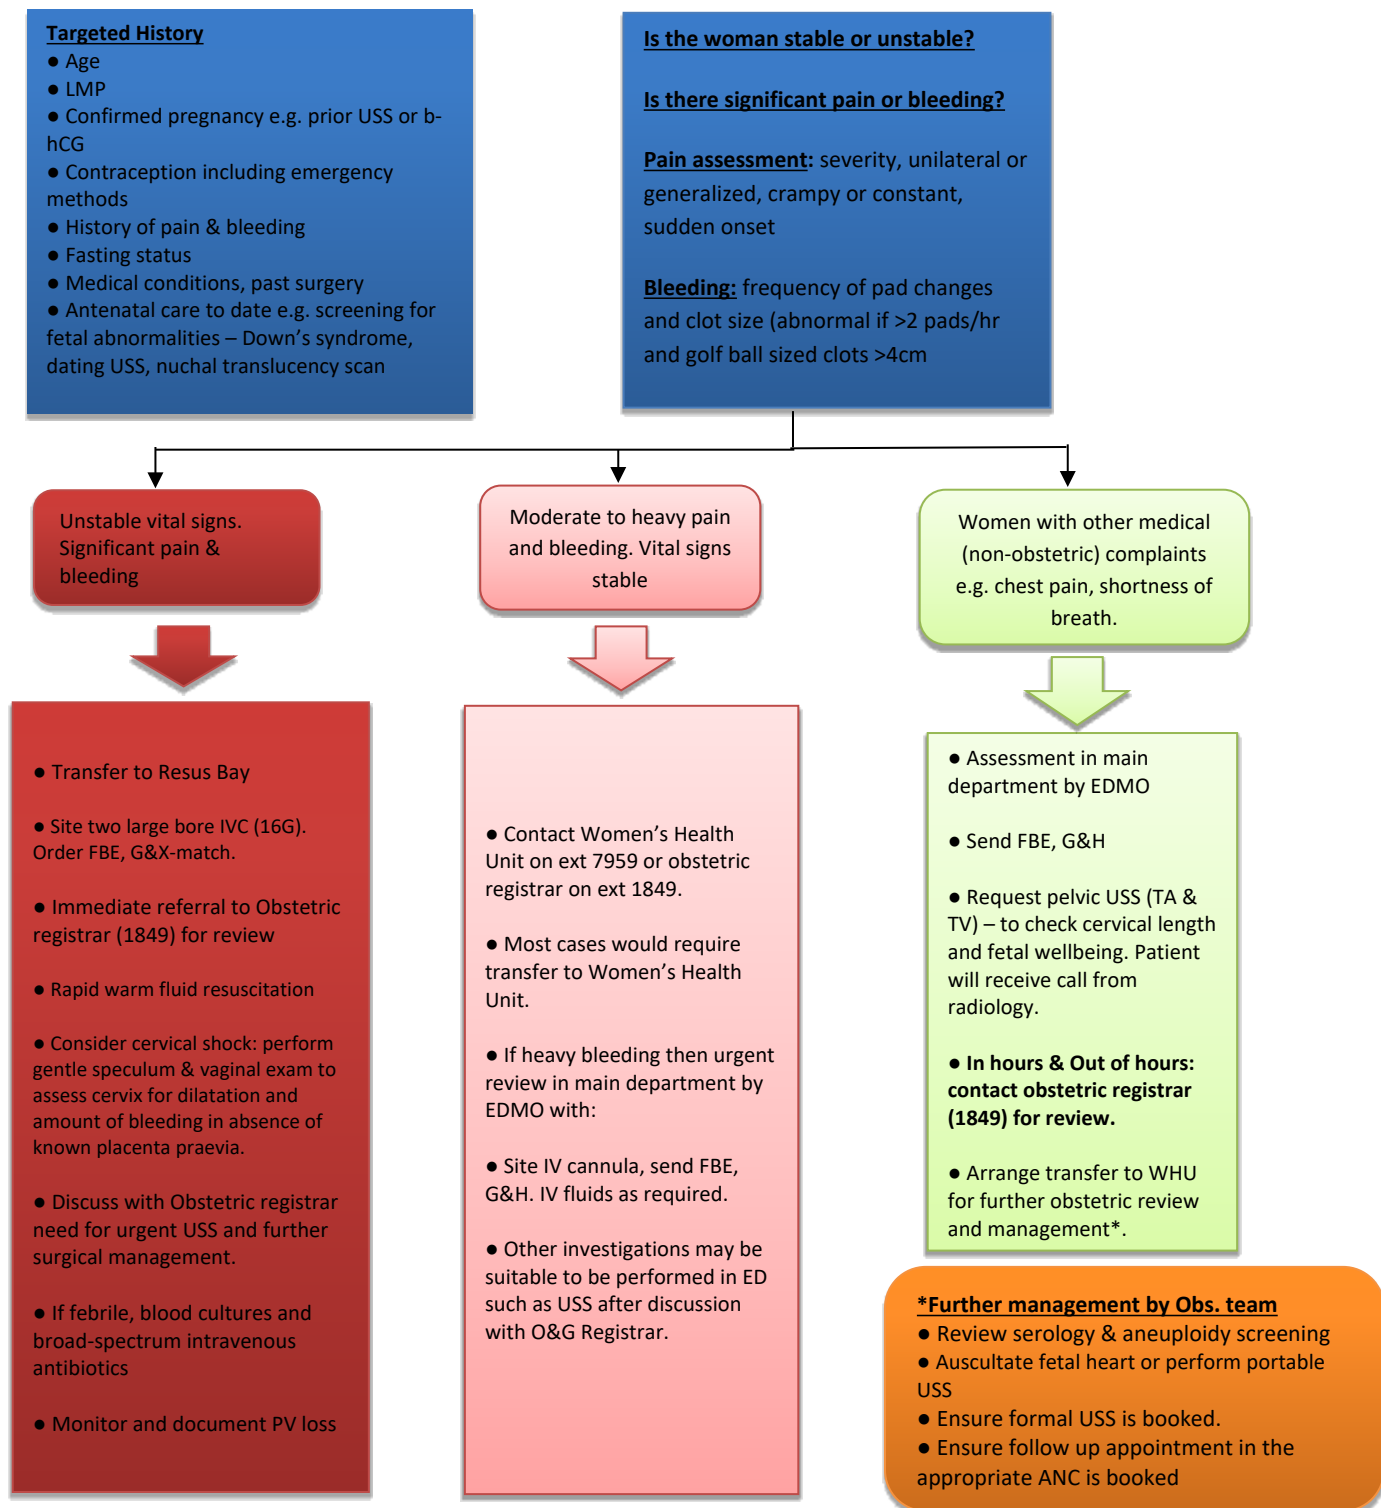 Targeted History
● Age
● LMP
● Confirmed pregnancy e.g. prior USS or b-
hCG
● Contraception including emergency
methods
● History of pain & bleeding
● Fasting status
● Medical conditions, past surgery
● Antenatal care to date e.g. screening for
fetal abnormalities – Down’s syndrome,
dating USS, nuchal translucency scan
Is the woman stable or unstable?
Is there significant pain or bleeding?
Pain assessment: severity, unilateral or
generalized, crampy or constant,
sudden onset
Bleeding: frequency of pad changes
and clot size (abnormal if >2 pads/hr
and golf ball sized clots >4cm
Unstable vital signs.
Significant pain &
bleeding
Moderate to heavy pain
and bleeding. Vital signs
stable
Women with other medical
(non-obstetric) complaints
e.g. chest pain, shortness of
breath.
● Transfer to Resus Bay
● Site two large bore IVC (16G).
Order FBE, G&X-match.
● Immediate referral to Obstetric
registrar (1849) for review
● Rapid warm fluid resuscitation
● Consider cervical shock: perform
gentle speculum & vaginal exam to
assess cervix for dilatation and
amount of bleeding in absence of
known placenta praevia.
● Discuss with Obstetric registrar
need for urgent USS and further
surgical management.
● If febrile, blood cultures and
broad-spectrum intravenous
antibiotics
● Monitor and document PV loss
● Contact Women’s Health
Unit on ext 7959 or obstetric
registrar on ext 1849.
● Most cases would require
transfer to Women’s Health
Unit.
● If heavy bleeding then urgent
review in main department by
EDMO with:
● Site IV cannula, send FBE,
G&H. IV fluids as required.
● Other investigations may be
suitable to be performed in ED
such as USS after discussion
with O&G Registrar.
● Assessment in main
department by EDMO
● Send FBE, G&H
● Request pelvic USS (TA &
TV) – to check cervical length
and fetal wellbeing. Patient
will receive call from
radiology.
● In hours & Out of hours:
contact obstetric registrar
(1849) for review.
● Arrange transfer to WHU
for further obstetric review
and management*.
*Further management by Obs. team
● Review serology & aneuploidy screening
● Auscultate fetal heart or perform portable
USS
● Ensure formal USS is booked.
● Ensure follow up appointment in the
appropriate ANC is booked